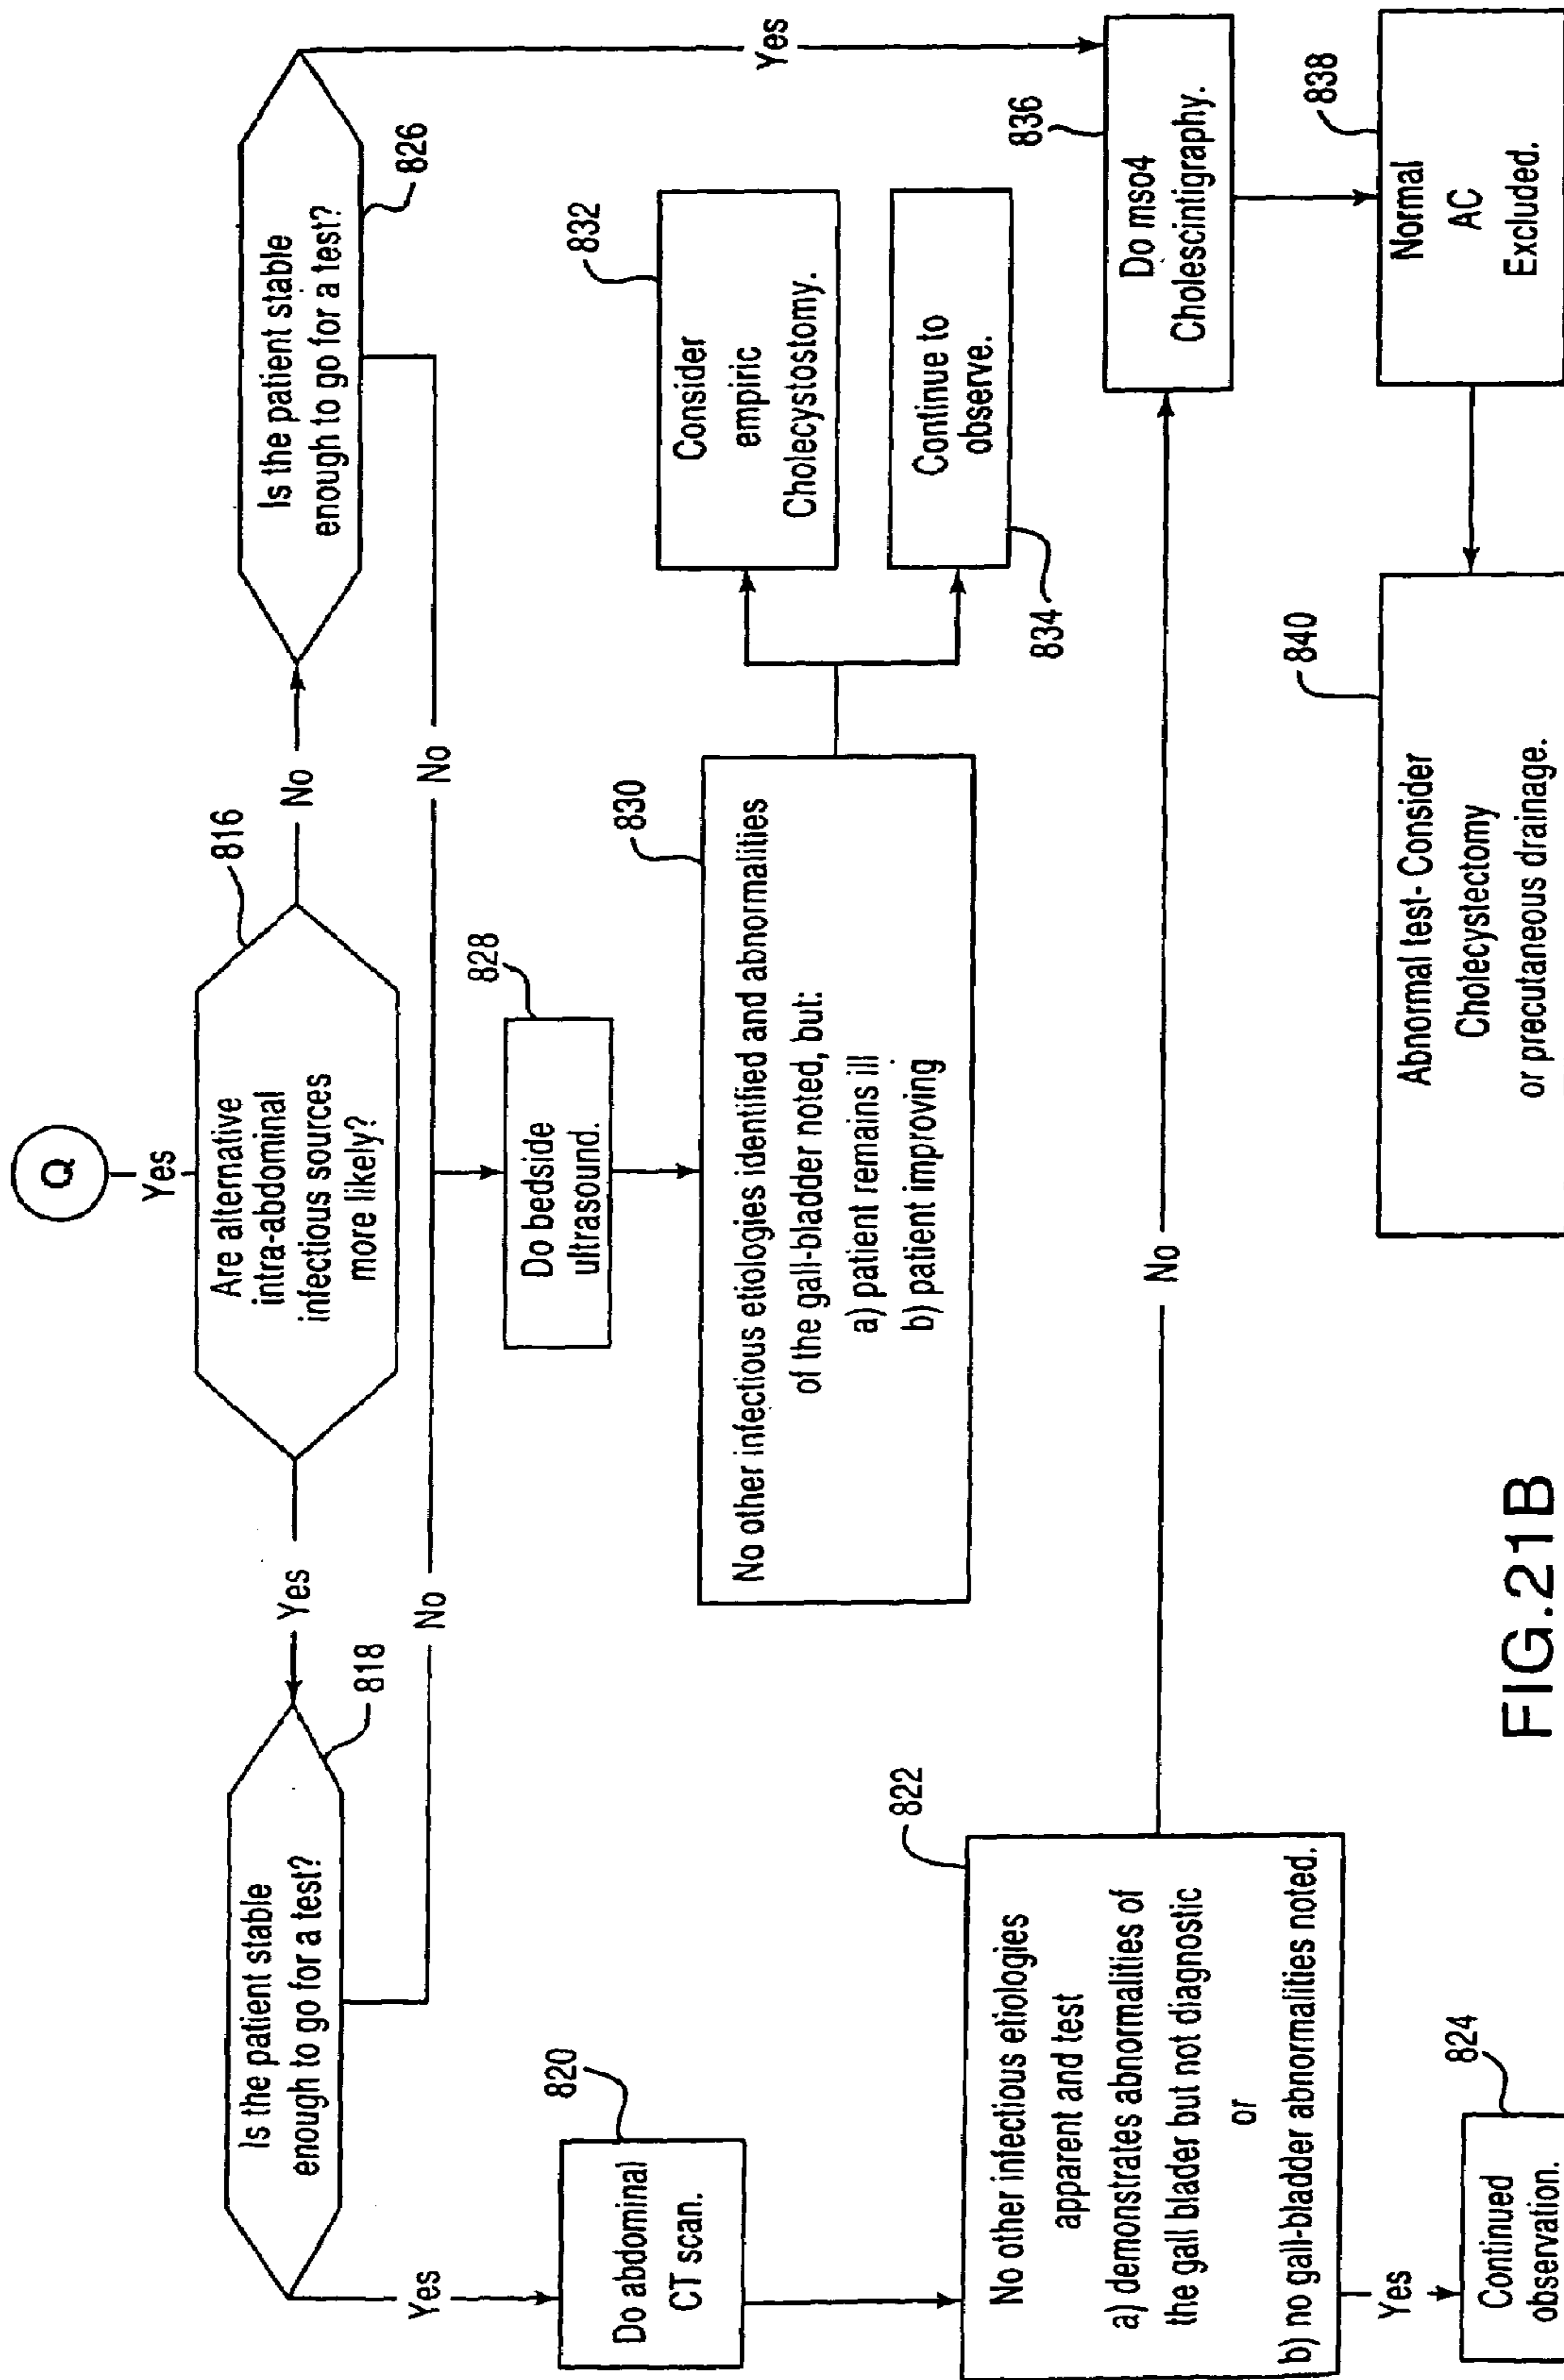 Q
Yes
Are alternative
intra-abdominal
infectious sources
more likely?
816
Yes
No
Is the patient stable
enough to go for a test?
818
Is the patient stable
enough to go for a test?
826
No
No
Yes
Yes
Do bedside
ultrasound.
828
Do abdominal
CT scan.
820
No other infectious etiologies identified and abnormalities
of the gall-bladder noted, but:
a) patient remains ill
b) patient improving
830
Consider
empiric
Cholecystostomy.
832
Continue to
observe.
834
No other infectious etiologies
apparent and test
a) demonstrates abnormalities of
the gall blader but not diagnostic
or
b) no gall-bladder abnormalities noted.
822
No
Do ms04
Cholescintigraphy.
836
Yes
Continued
observation.
824
Normal
AC
Excluded.
838
Abnormal test- Consider
Cholecystectomy
or precutaneous drainage.
840
FIG.21B